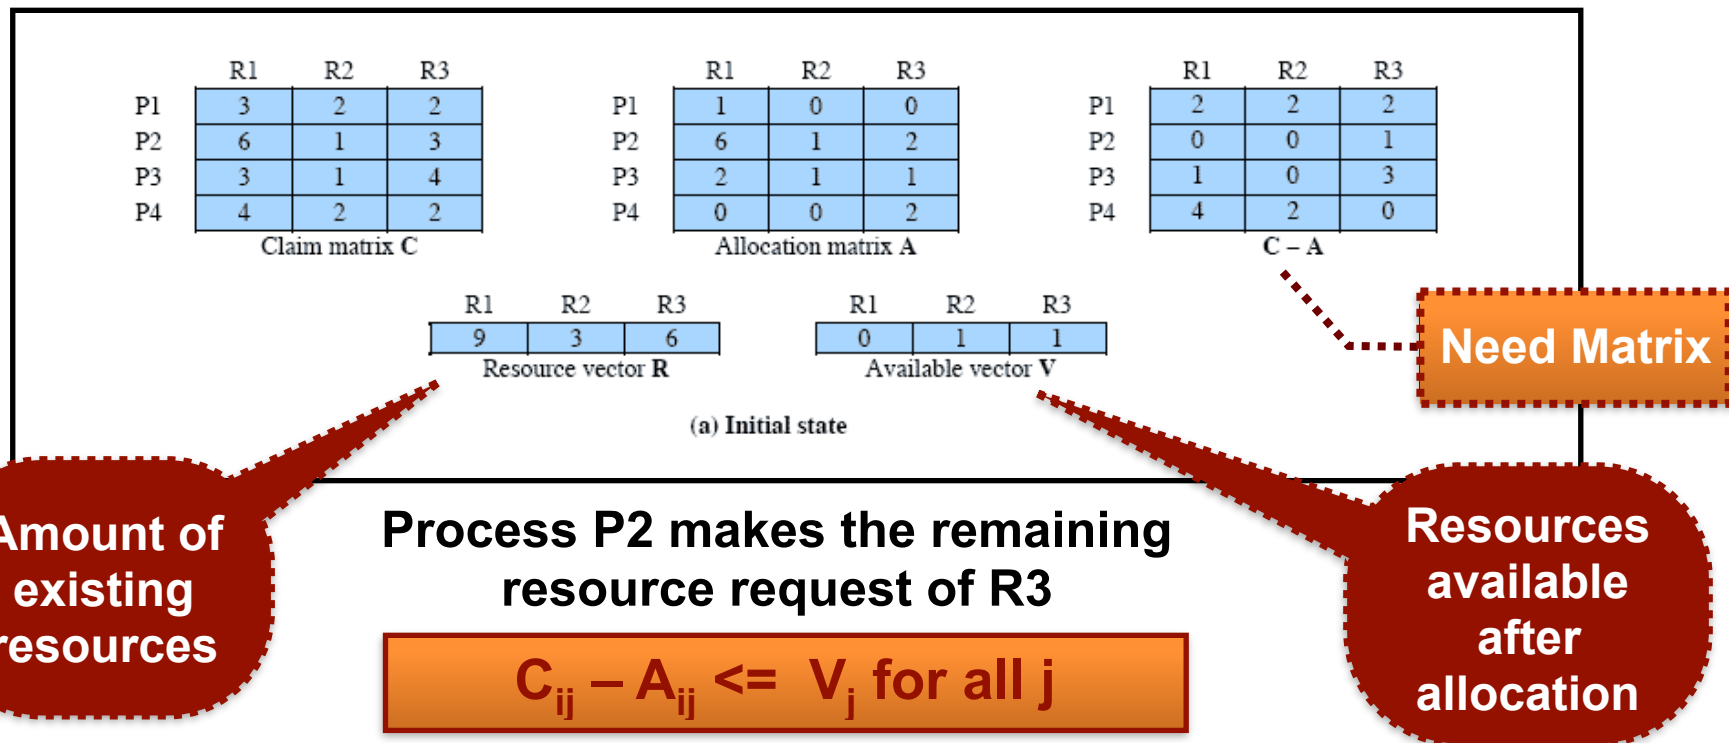 R1 R2 R3 R1 R2 R3 R1 R2 R3
P1 3 2 2 P1 1 0 0 P1 2 2 2
P2 6 1 3 P2 6 1 2 P2 0 0 1
P3 3 1 4 P3 2 1 1 P3 1 0 3
P4 4 2 2 P4 0 0 2 P4 4 2 0
Claim matrix C Allocation matrix A C – A
R1 R2 R3 R1 R2 R3
9 3 6 0 1 1
Resource vector R Available vector V
Need Matrix
(a) Initial state
Amount of
existing
resources
Process P2 makes the remaining
resource request of R3
Cij – Aij <= Vj for all j
Resources
available
after
allocation